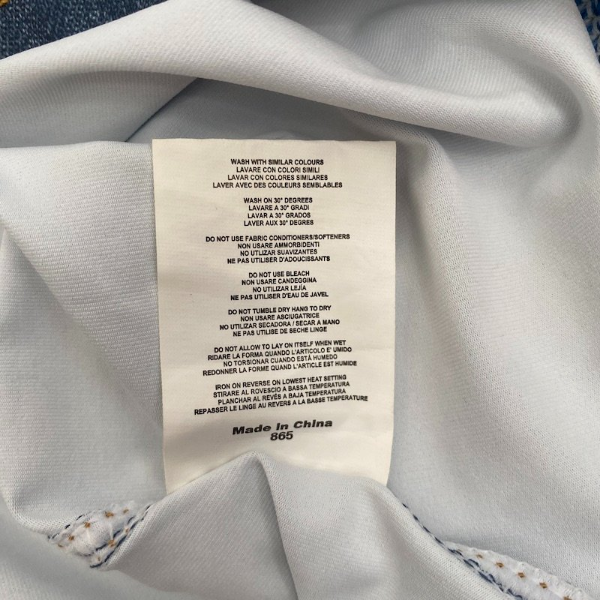 WASH WITH SIMILAR COLOURS
LAVARE CON COLORI SIMILI
LAVAR CON COLORES SIMILARES
LAVER AVEC DES COULEURS SEMBLABLES
WASH ON 30° DEGREES
LAVARE A 30° GRADI
LAVAR A 30° GRADOS
LAVER AUX 30° DEGRES
DO NOT USE FABRIC CONDITIONERS/SOFTENERS
NON USARE AMMORBIDENTI
NO UTILIZAR SUAVIZANTES
NE PAS UTILISER D'ADOUCISSANTS
DO NOT USE BLEACH
NON USARE CANDEGGINA
NO UTILIZAR LEJÍA
NE PAS UTILISER D'EAU DE JAVEL
DO NOT TUMBLE DRY HANG TO DRY
NON USARE ASCIUGATRICE
NO UTILIZAR SECADORA / SECAR A MANO
NE PAS UTILISE DE SECHE LINGE
DO NOT ALLOW TO LAY ON ITSELF WHEN WET
RIDARE LA FORMA QUANDO L'ARTICOLO E' UMIDO
NO TORSIONAR CUANDO ESTÁ HUMEDO
REDONNER LA FORME QUAND L'ARTICLE EST HUMIDE
IRON ON REVERSE ON LOWEST HEAT SETTING
STIRARE AL ROVESCIO A BASSA TEMPERATURA
PLANCHAR AL REVÉS A BAJA TEMPERATURA
REPASSER LE LINGE AU REVERS A LA BASSE TEMPERATURE
Made in China
865